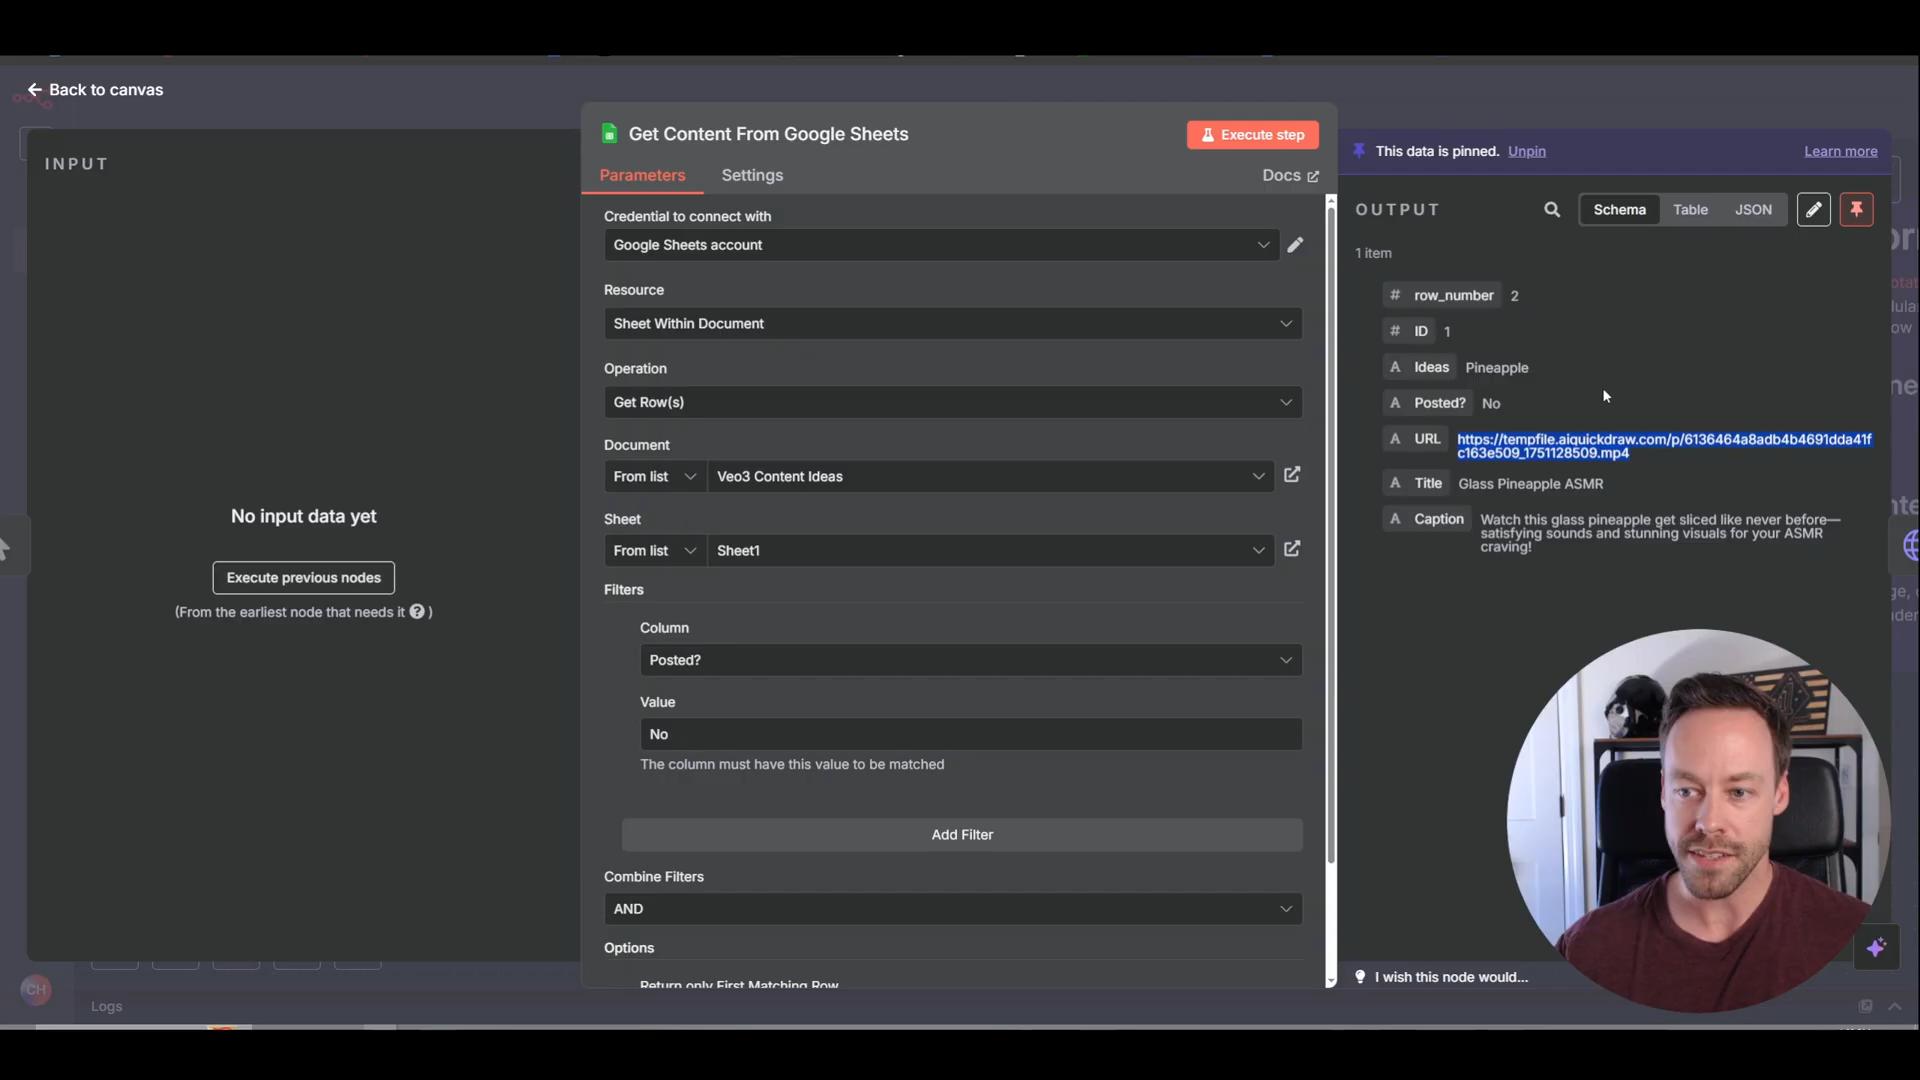 Back to canvas
INPUT
No input data yet
Execute previous nodes
(From the earliest node that needs it ? )
Get Content From Google Sheets
Execute step
Parameters
Settings
Docs
Credential to connect with
Google Sheets account
Resource
Sheet Within Document
Operation
Get Row(s)
Document
From list
Veo3 Content Ideas
Sheet
From list
Sheet1
Filters
Column
Posted?
Value
No
The column must have this value to be matched
Add Filter
Combine Filters
AND
Options
Return only First Matching Row
This data is pinned. Unpin
Learn more
OUTPUT
Schema
Table
JSON
1 item
# row_number 2
# ID 1
A Ideas Pineapple
A Posted? No
A URL https://tempfile.aiquickdraw.com/p/6136464a8adb4b4691dda41f
c163e509_1751128509.mp4
A Title Glass Pineapple ASMR
A Caption Watch this glass pineapple get sliced like never before—
satisfying sounds and stunning visuals for your ASMR
craving!
I wish this node would...
CH
Logs